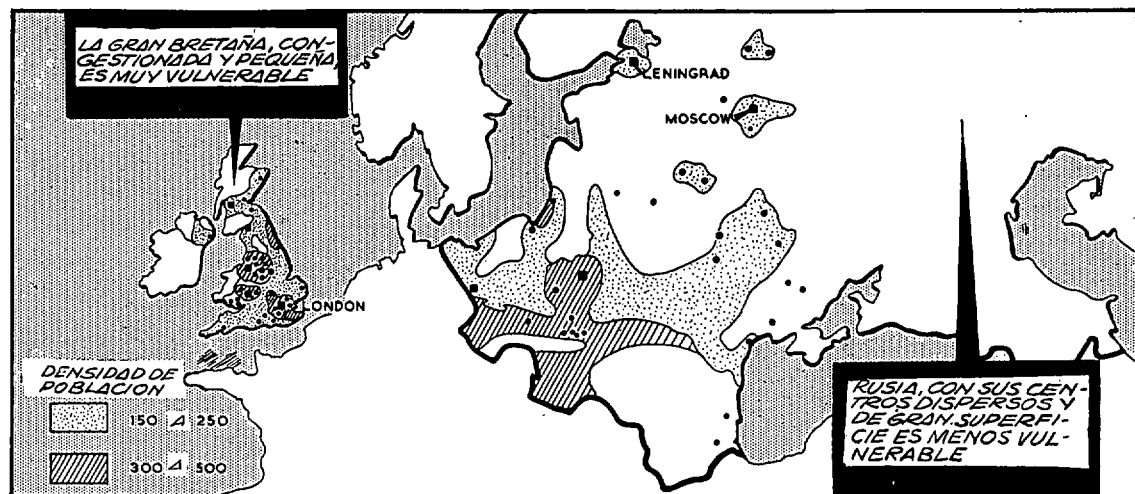 LA GRAN BRETAÑA, CON-
GESTIONADA Y PEQUEÑA,
ES MUY VULNERABLE
LENINGRAD
MOSCOW
LONDON
DENSIDAD DE
POBLACION
150 A 250
300 A 500
RUSIA, CON SUS CEN-
TROS DISPERSOS Y
DE GRAN SUPERFI-
CIE ES MENOS VUL-
NERABLE